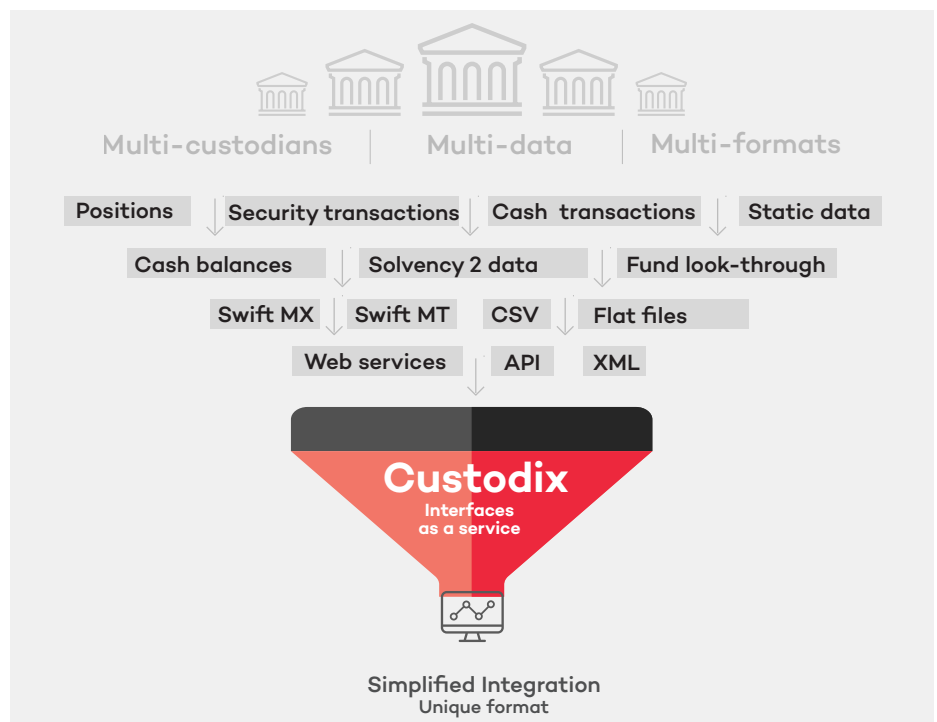 Multi-custodians
Multi-data
Multi-formats
Positions
Security transactions
Cash transactions
Static data
Cash balances
Solvency 2 data
Fund look-through
Swift MX
Swift MT
CSV
Flat files
Web services
API
XML
Custodix
Interfaces
as a service
Simplified Integration
Unique format